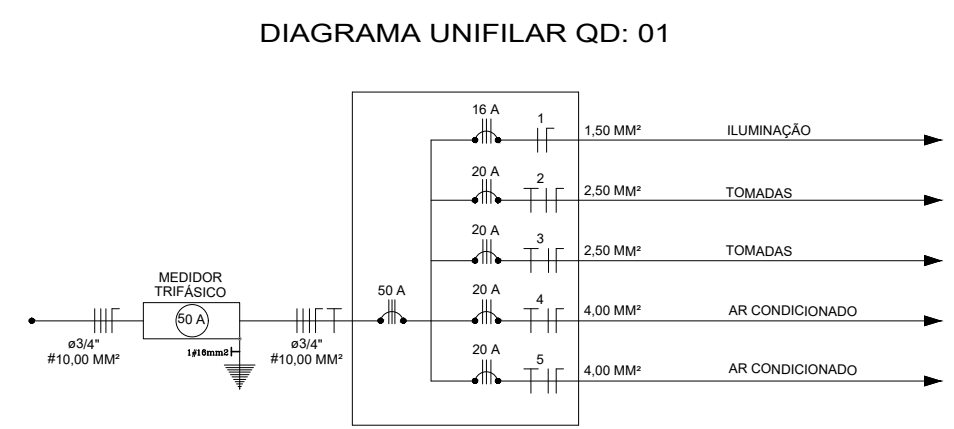 DIAGRAMA UNIFILAR QD: 01
16 A
1
1,50 MM²
ILUMINAÇÃO
20 A
2
2,50 MM²
TOMADAS
20 A
3
2,50 MM²
TOMADAS
MEDIDOR
TRIFÁSICO
50 A
50 A
20 A
4
4,00 MM²
AR CONDICIONADO
ø3/4"
#10,00 MM²
1#16mm2
ø3/4"
#10,00 MM²
20 A
5
4,00 MM²
AR CONDICIONADO